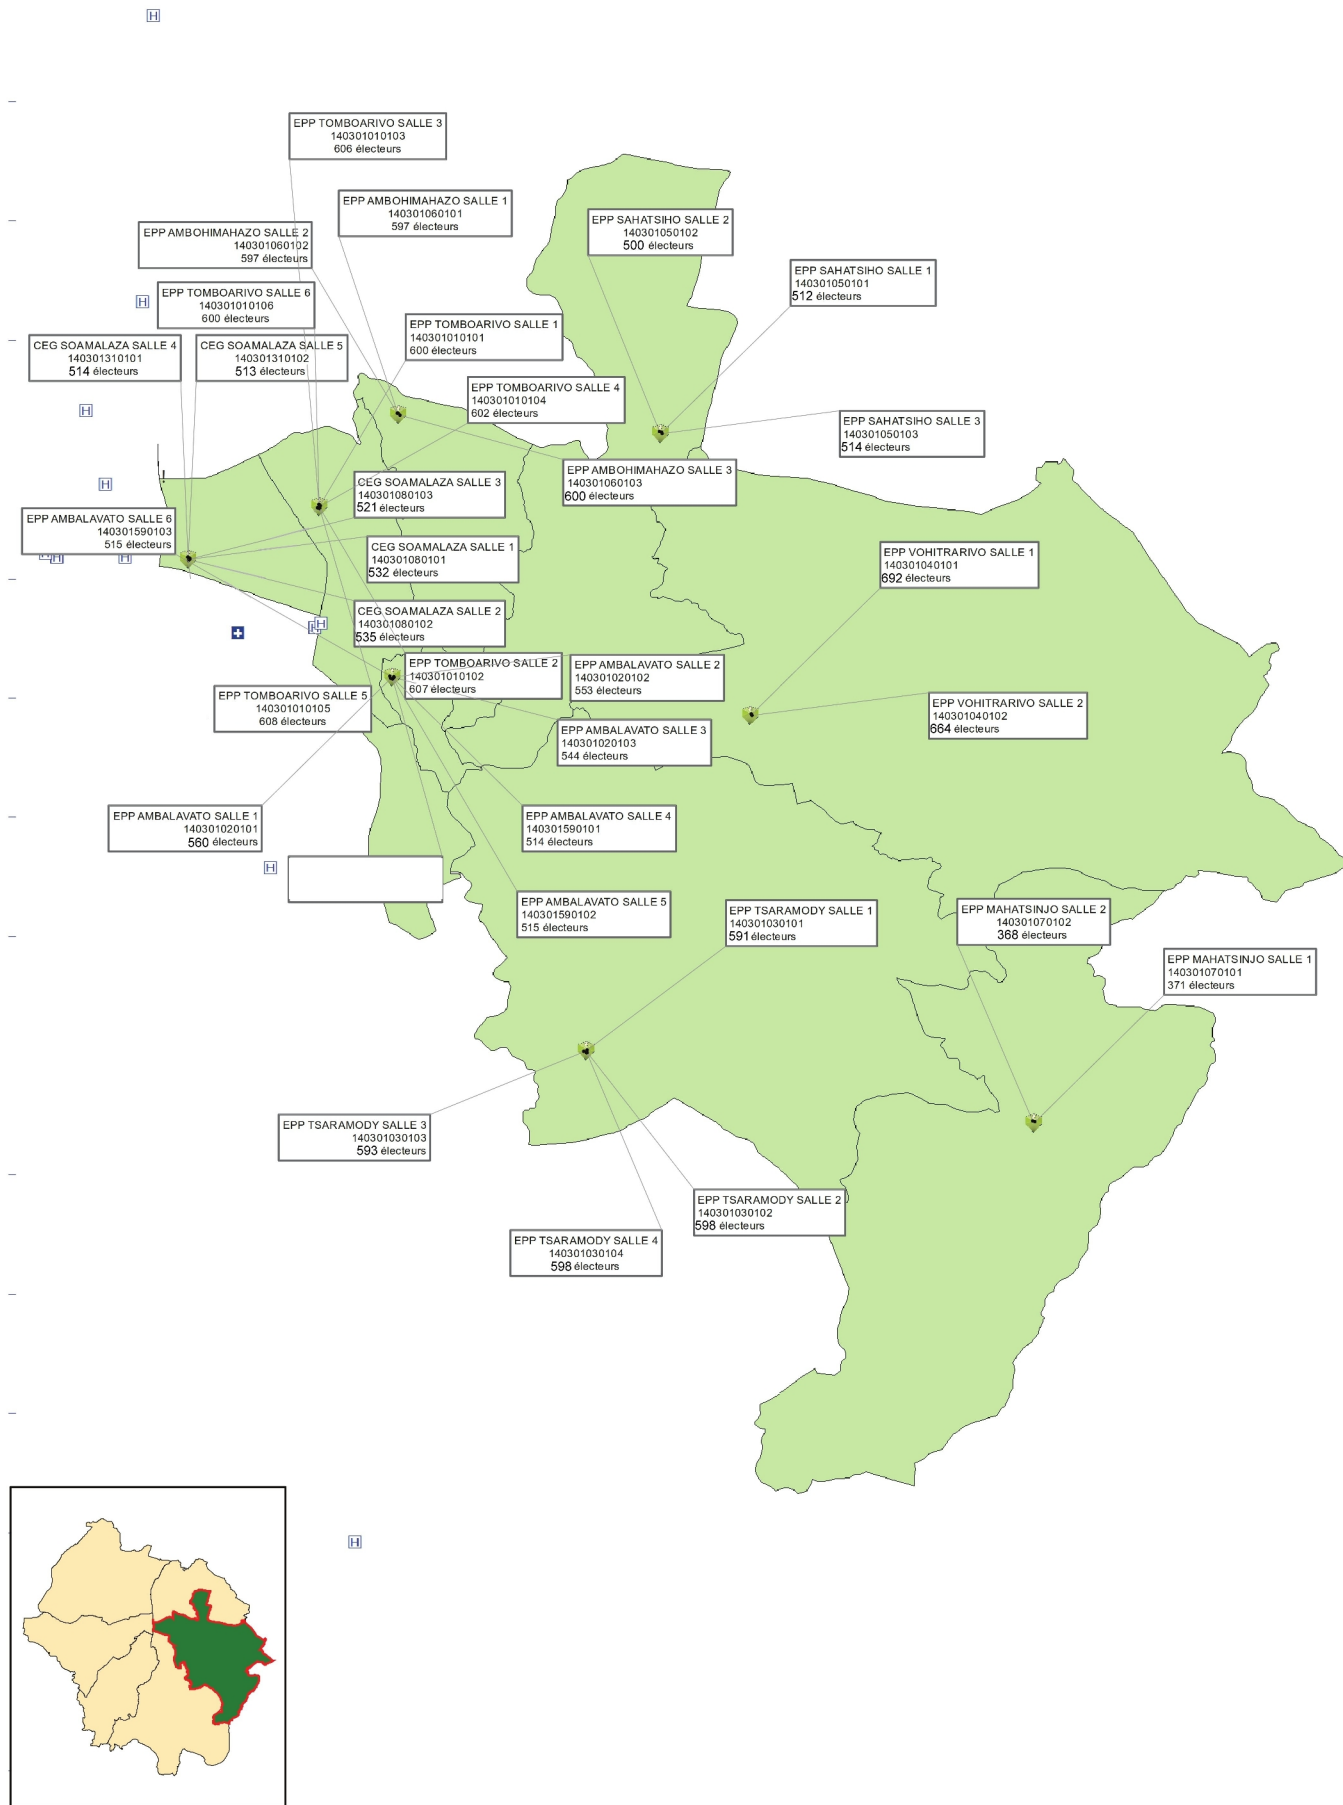 H
EPP TOMBOARIVO SALLE 3
140301010103
606 électeurs
EPP AMBOHIMAHAZO SALLE 1
140301060101
597 électeurs
EPP AMBOHIMAHAZO SALLE 2
140301060102
597 électeurs
EPP SAHATSIHO SALLE 2
140301050102
500 électeurs
EPP SAHATSIHO SALLE 1
140301050101
512 électeurs
EPP TOMBOARIVO SALLE 6
140301010106
600 électeurs
H
EPP TOMBOARIVO SALLE 1
140301010101
600 électeurs
CEG SOAMALAZA SALLE 4
140301310101
514 électeurs
CEG SOAMALAZA SALLE 5
140301310102
513 électeurs
EPP TOMBOARIVO SALLE 4
140301010104
602 électeurs
H
EPP SAHATSIHO SALLE 3
140301050103
514 électeurs
EPP AMBOHIMAHAZO SALLE 3
140301060103
600 électeurs
CEG SOAMALAZA SALLE 3
140301080103
521 électeurs
H
EPP AMBALAVATO SALLE 6
140301590103
515 électeurs
H
H
H
CEG SOAMALAZA SALLE 1
140301080101
532 électeurs
EPP VOHITRARIVO SALLE 1
140301040101
692 électeurs
CEG SOAMALAZA SALLE 2
140301080102
535 électeurs
H
H
EPP TOMBOARIVO SALLE 2
140301010102
607 électeurs
EPP AMBALAVATO SALLE 2
140301020102
553 électeurs
EPP TOMBOARIVO SALLE 5
140301010105
608 électeurs
EPP VOHITRARIVO SALLE 2
140301040102
664 électeurs
EPP AMBALAVATO SALLE 3
140301020103
544 électeurs
EPP AMBALAVATO SALLE 1
140301020101
560 électeurs
EPP AMBALAVATO SALLE 4
140301590101
514 électeurs
H
EPP AMBALAVATO SALLE 5
140301590102
515 électeurs
EPP TSARAMODY SALLE 1
140301030101
591 électeurs
EPP MAHATSINJO SALLE 2
140301070102
368 électeurs
EPP MAHATSINJO SALLE 1
140301070101
371 électeurs
EPP TSARAMODY SALLE 3
140301030103
593 électeurs
EPP TSARAMODY SALLE 2
140301030102
598 électeurs
EPP TSARAMODY SALLE 4
140301030104
598 électeurs
H